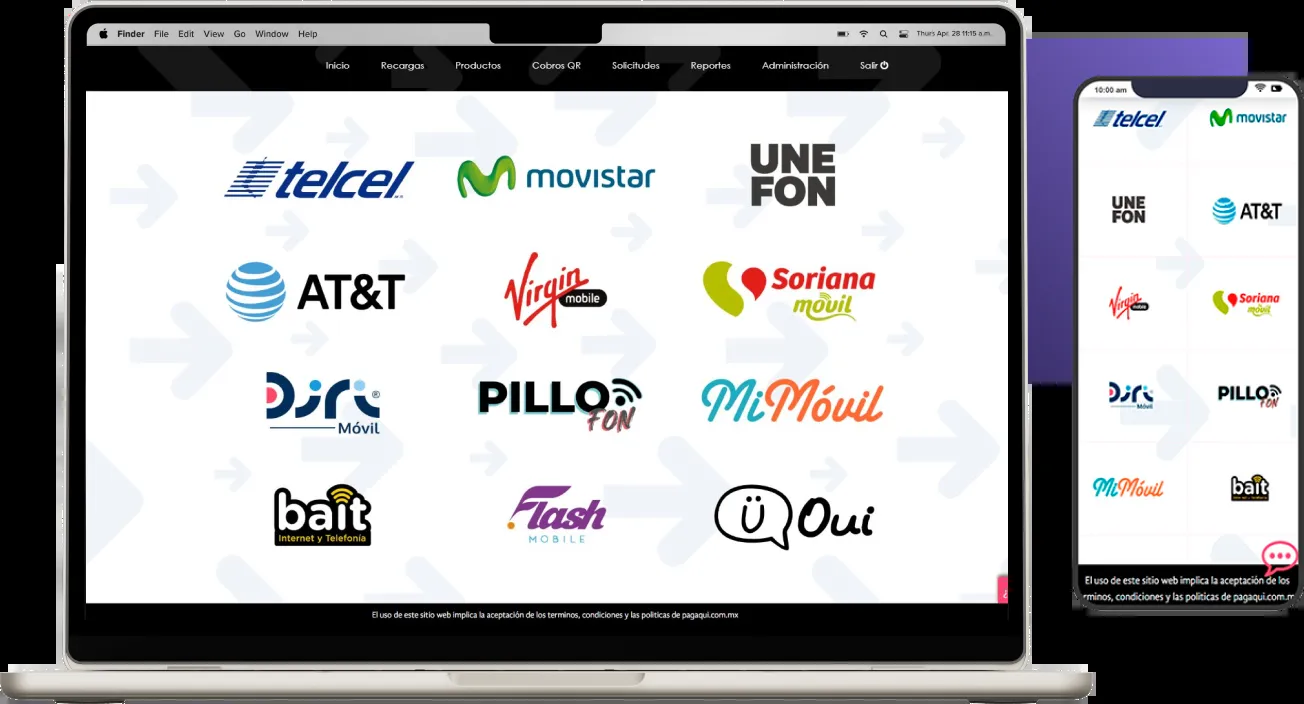 Finder File Edit View Go Window Help
Thurs Apr. 28 11:15 a.m.
Inicio Recargas Productos Cobros QR Solicitudes Reportes Administración Salir
telcel movistar UNE
FON
AT&T Virgin mobile Soriana
móvil
Diri®
Móvil
PILLO
FON
MiMóvil
bait
Internet y Telefonía
Flash
MOBILE
Oui
El uso de este sitio web implica la aceptación de los terminos, condiciones y las politicas de pagaqui.com.mx
10:00 am
telcel movistar
UNE
FON
AT&T
Virgin mobile
Soriana
móvil
Diri
Móvil
PILLO
FON
MiMóvil
bait
El uso de este sitio web implica la aceptación de los
rminos, condiciones y las politicas de pagaqui.com.m